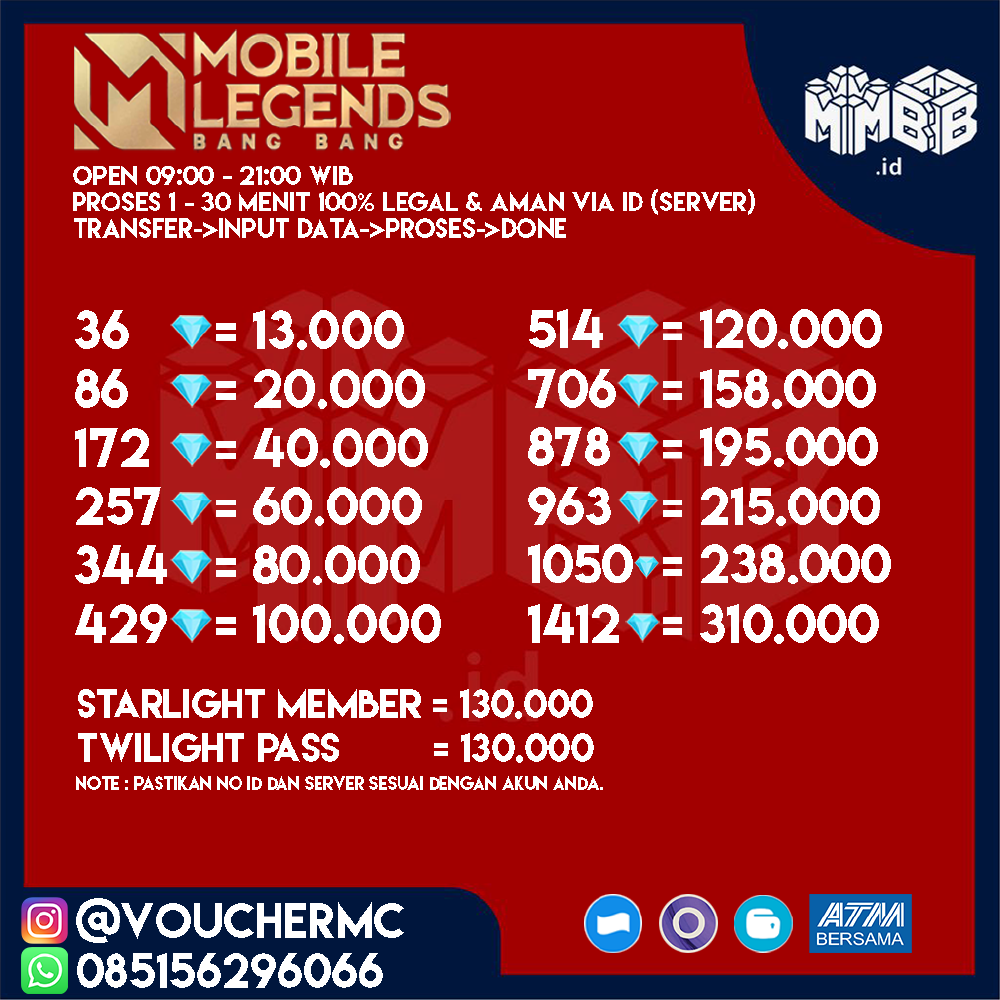 MOBILE
LEGENDS
BANG BANG
MMBB
.id
OPEN 09:00 - 21:00 WIB
PROSES 1 - 30 MENIT 100% LEGAL & AMAN VIA ID (SERVER)
TRANSFER->INPUT DATA->PROSES->DONE
36 💎= 13.000
86 💎= 20.000
172 💎= 40.000
257 💎= 60.000
344 💎= 80.000
429 💎= 100.000
514 💎= 120.000
706 💎= 158.000
878 💎= 195.000
963 💎= 215.000
1050 💎= 238.000
1412 💎= 310.000
STARLIGHT MEMBER = 130.000
TWILIGHT PASS = 130.000
NOTE : PASTIKAN NO ID DAN SERVER SESUAI DENGAN AKUN ANDA.
MMBB
.id
@VOUCHERMC
085156296066
ATM
BERSAMA